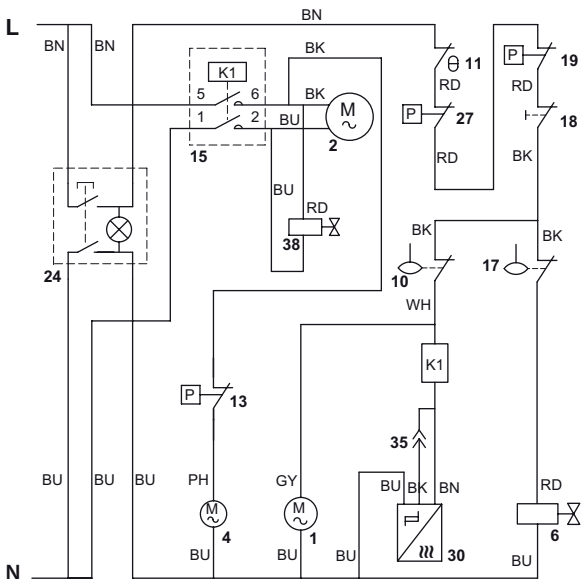 BN
L
BN BN
BK
K1
5 6
BK
M
1 2
BU
15
2
P
11
19
RD
RD
P
27
18
RD
BK
BU
RD
38
24
BK
BK
10
17
WH
K1
P
13
35
BU BU BU
PH
GY
BU BK BN
RD
M
4
M
1
30
6
BU
BU
BU
BU
N